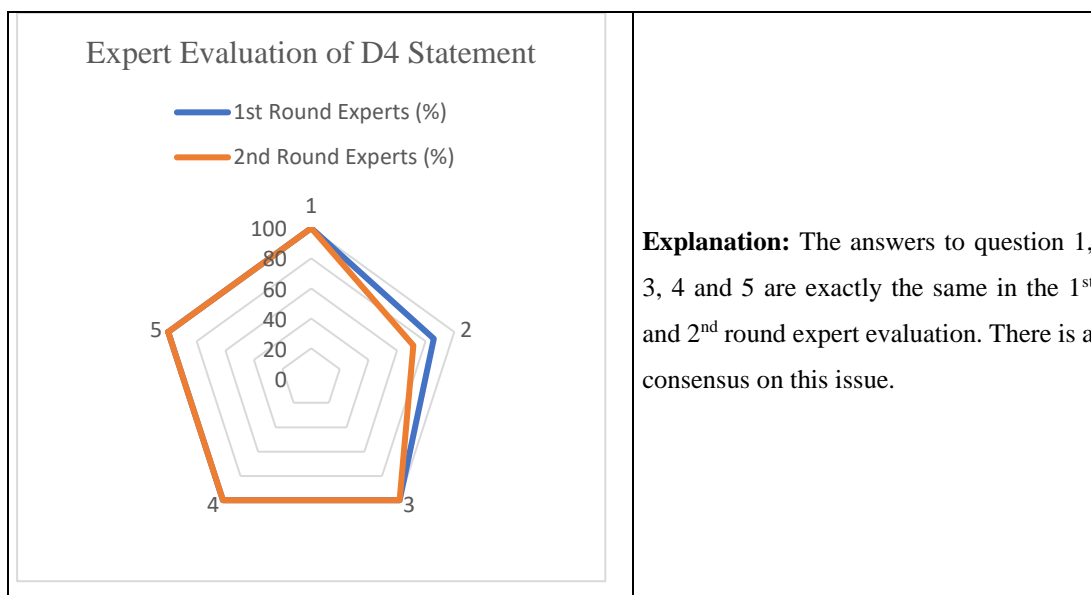 Expert Evaluation of D4 Statement
1st Round Experts (%)
2nd Round Experts (%)
1
100
80
60
40
20
0
2
5
4
3
Explanation: The answers to question 1,
3, 4 and 5 are exactly the same in the 1st
and 2nd round expert evaluation. There is a
consensus on this issue.